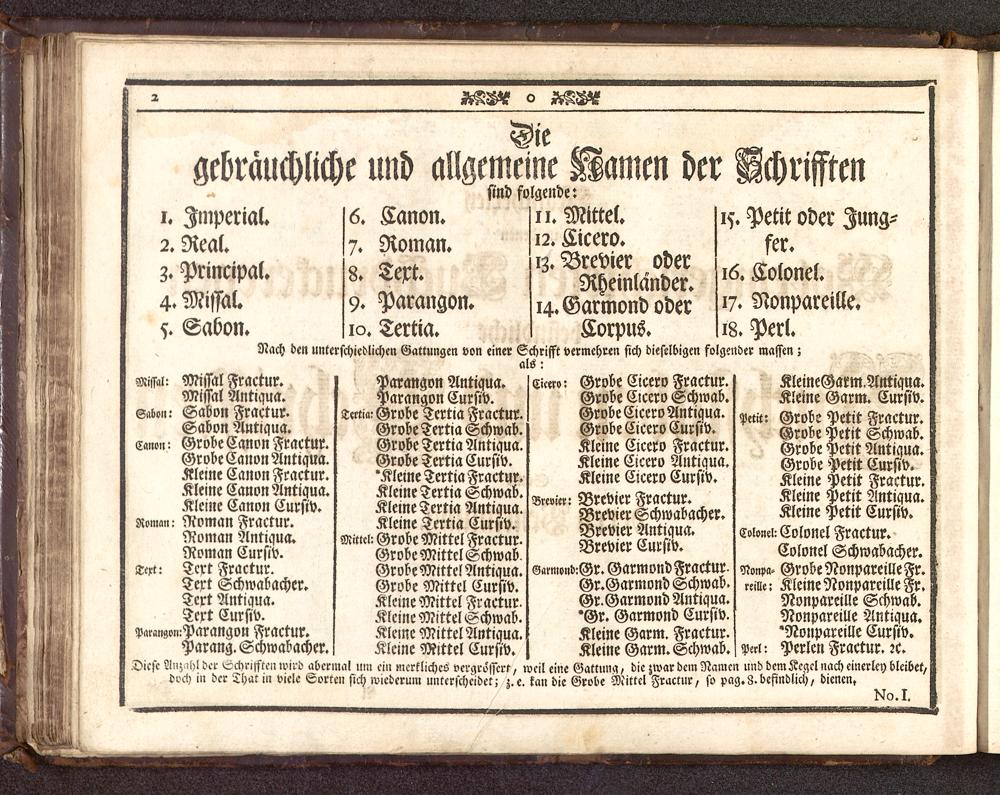 2
Die
gebräuchliche und allgemeine Namen der Schrifften
sind folgende:
1. Imperial.
2. Real.
3. Principal.
4. Missal.
5. Sabon.
6. Canon.
7. Roman.
8. Text.
9. Parangon.
10. Tertia.
11. Mittel.
12. Cicero.
13. Brevier oder
Rheinländer.
14. Garmond oder
Corpus.
15. Petit oder Jung-
fer.
16. Colonel.
17. Nonpareille.
18. Perl.
Nach den unterschiedlichen Gattungen von einer Schrifft vermehren sich dieselbigen folgender massen;
als:
Missal: Missal Fractur.
Missal Antiqua.
Sabon: Sabon Fractur.
Sabon Antiqua.
Canon: Grobe Canon Fractur.
Grobe Canon Antiqua.
Kleine Canon Fractur.
Kleine Canon Antiqua.
Kleine Canon Cursiv.
Roman: Roman Fractur.
Roman Antiqua.
Roman Cursiv.
Text: Text Fractur.
Text Schwabacher.
Text Antiqua.
Text Cursiv.
Parangon: Parangon Fractur.
Parang. Schwabacher.
Parangon Antiqua.
Parangon Cursiv.
Tertia: Grobe Tertia Fractur.
Grobe Tertia Schwab.
Grobe Tertia Antiqua.
Grobe Tertia Cursiv.
*Kleine Tertia Fractur.
Kleine Tertia Schwab.
Kleine Tertia Antiqua.
Kleine Tertia Cursiv.
Mittel: Grobe Mittel Fractur.
Grobe Mittel Schwab.
Grobe Mittel Antiqua.
Grobe Mittel Cursiv.
Kleine Mittel Fractur.
Kleine Mittel Schwab.
Kleine Mittel Antiqua.
Kleine Mittel Cursiv.
Cicero: Grobe Cicero Fractur.
Grobe Cicero Schwab.
Grobe Cicero Antiqua.
Grobe Cicero Cursiv.
Kleine Cicero Fractur.
Kleine Cicero Antiqua.
Kleine Cicero Cursiv.
Brevier: Brevier Fractur.
Brevier Schwabacher.
Brevier Antiqua.
Brevier Cursiv.
Garmond: Gr. Garmond Fractur.
Gr. Garmond Schwab.
Gr. Garmond Antiqua.
*Gr. Garmond Cursiv.
Kleine Garm. Fractur.
Kleine Garm. Schwab.
Kleine Garm. Antiqua.
Kleine Garm. Cursiv.
Petit: Grobe Petit Fractur.
Grobe Petit Schwab.
Grobe Petit Antiqua.
Grobe Petit Cursiv.
Kleine Petit Fractur.
Kleine Petit Antiqua.
Kleine Petit Cursiv.
Colonel: Colonel Fractur.
Colonel Schwabacher.
Nonpa- Grobe Nonpareille Fr.
reille: Kleine Nonpareille Fr.
Nonpareille Schwab.
Nonpareille Antiqua.
*Nonpareille Cursiv.
Perl: Perlen Fractur. ꝛc.
Diese Anzahl der Schrifften wird abermal um ein merkliches vergrössert, weil eine Gattung, die zwar dem Namen und dem Kegel nach einerley bleibet,
doch in der That in viele Sorten sich wiederum unterscheidet; z. e. kan die Grobe Mittel Fractur, so pag. 8. befindlich, dienen,
No. I.